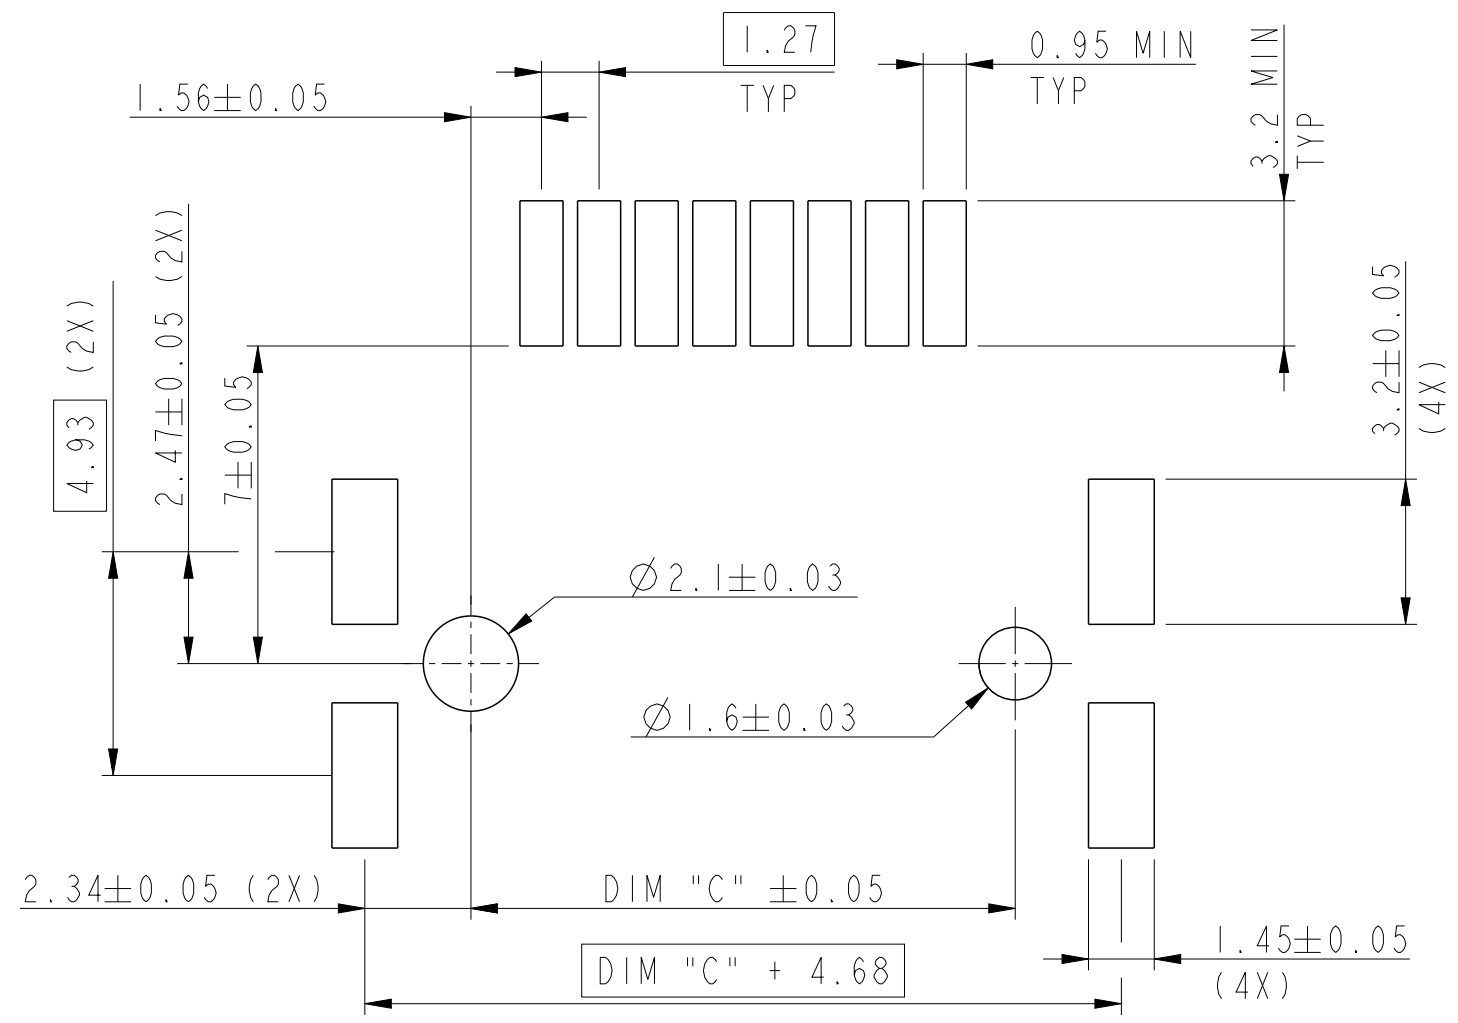 1.27
TYP
0.95 MIN
TYP
1.56±0.05
3.2 MIN
TYP
4.93 (2X)
2.47±0.05 (2X)
7±0.05
3.2±0.05
(4X)
Ø2.1±0.03
Ø1.6±0.03
2.34±0.05 (2X)
DIM "C" ±0.05
DIM "C" + 4.68
1.45±0.05
(4X)